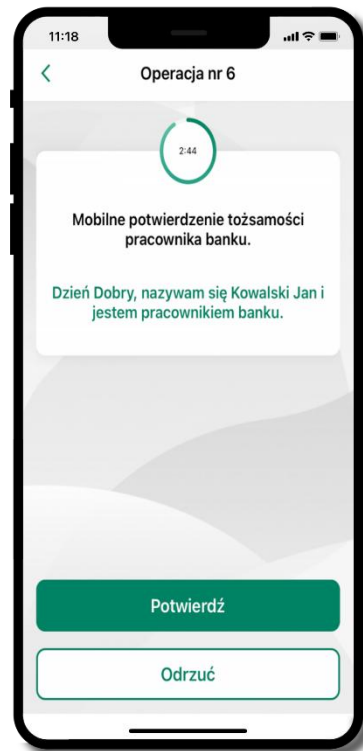 11:18
Operacja nr 6
2:44
Mobilne potwierdzenie tożsamości
pracownika banku.
Dzień Dobry, nazywam się Kowalski Jan i
jestem pracownikiem banku.
Potwierdź
Odrzuć